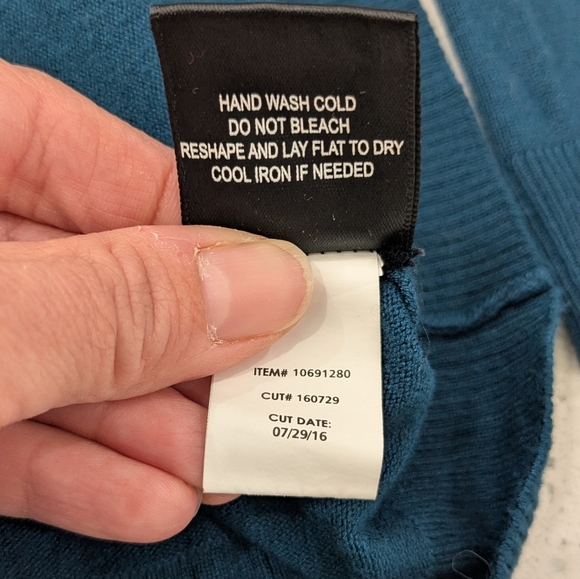 HAND WASH COLD
DO NOT BLEACH
RESHAPE AND LAY FLAT TO DRY
COOL IRON IF NEEDED
ITEM# 10691280
CUT# 160729
CUT DATE:
07/29/16